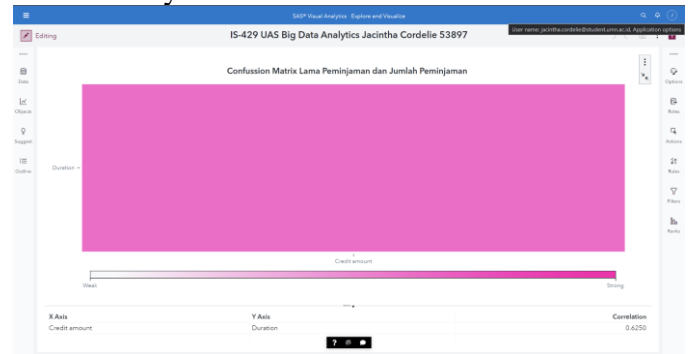 SAS® Visual Analytics - Explore and Visualize
Editing
IS-429 UAS Big Data Analytics Jacintha Cordelie 53897
User name: jacintha.cordelie@student.umn.ac.id, Application options
Confussion Matrix Lama Peminjaman dan Jumlah Peminjaman
Data
Objects
Suggest
Outline
Options
Roles
Actions
Rules
Filters
Ranks
Duration
Credit amount
Weak
Strong
X Axis Y Axis Correlation
Credit amount Duration 0.6250